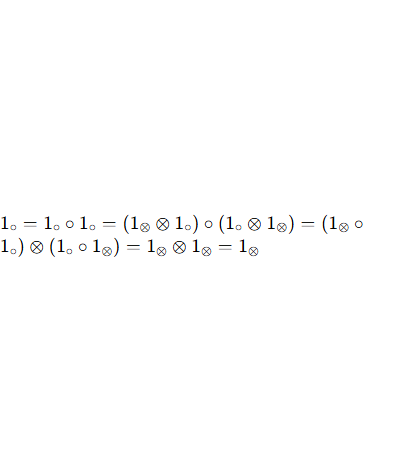 1∘ = 1∘ ∘ 1∘ = (1⊗ ⊗ 1∘) ∘ (1∘ ⊗ 1⊗) = (1⊗ ∘
1∘) ⊗ (1∘ ∘ 1⊗) = 1⊗ ⊗ 1⊗ = 1⊗